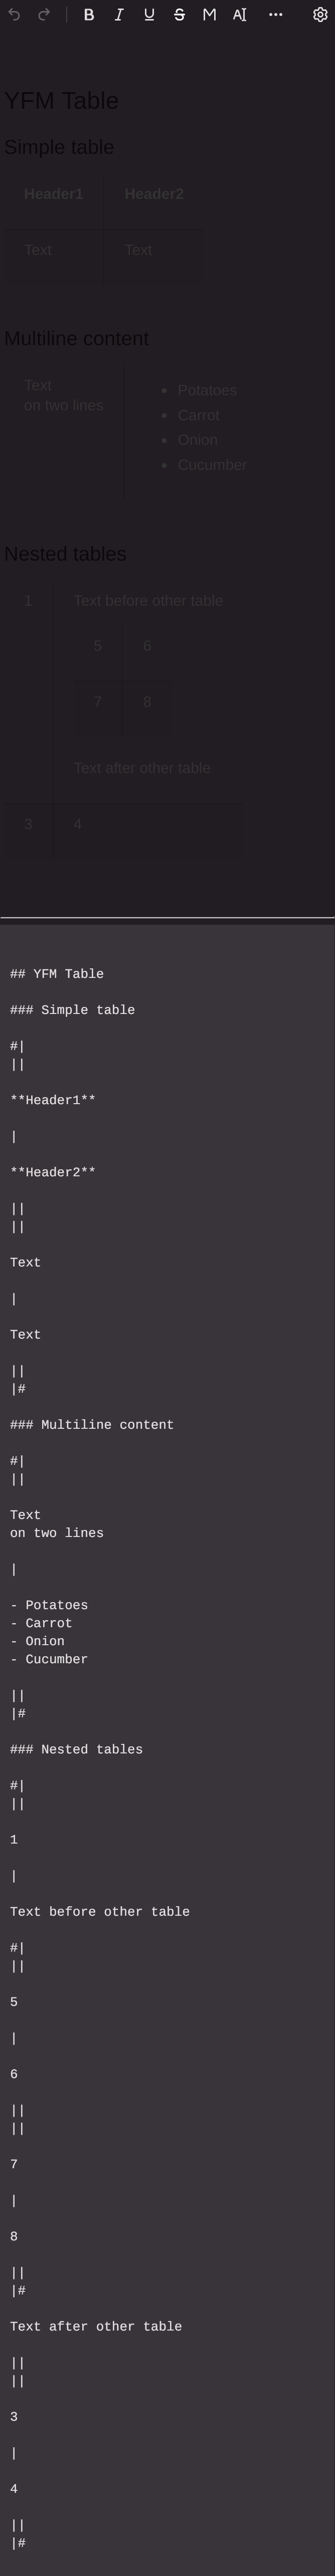 B I U S M AI
YFM Table
Simple table
Header1 Header2
Text Text
Multiline content
Text
on two lines
Potatoes
Carrot
Onion
Cucumber
Nested tables
1 Text before other table
5 6
7 8
Text after other table
3 4
## YFM Table
### Simple table
#|
||
**Header1**
|
**Header2**
||
||
Text
|
Text
||
|#
### Multiline content
#|
||
Text
on two lines
|
- Potatoes
- Carrot
- Onion
- Cucumber
||
|#
### Nested tables
#|
||
1
|
Text before other table
#|
||
5
|
6
||
||
7
|
8
||
|#
Text after other table
||
||
3
|
4
||
|#